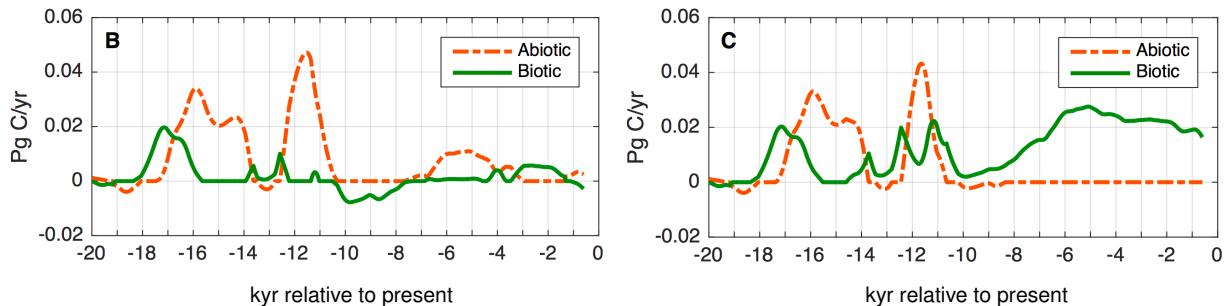 B
Abiotic
Biotic
Pg C/yr
0.06
0.04
0.02
0
-0.02
-20 -18 -16 -14 -12 -10 -8 -6 -4 -2 0
kyr relative to present
C
Abiotic
Biotic
Pg C/yr
0.06
0.04
0.02
0
-0.02
-20 -18 -16 -14 -12 -10 -8 -6 -4 -2 0
kyr relative to present